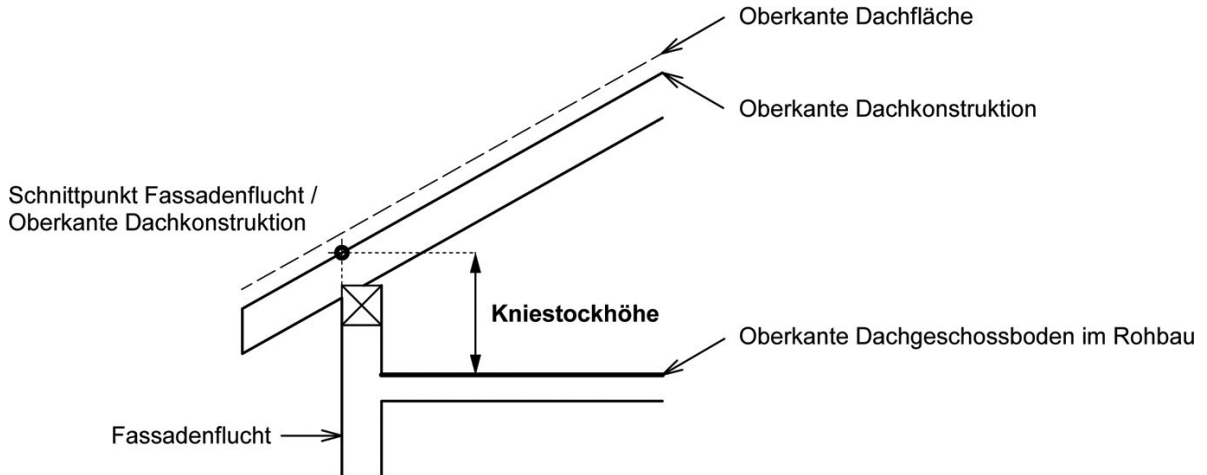 Oberkante Dachfläche
Oberkante Dachkonstruktion
Schnittpunkt Fassadenflucht /
Oberkante Dachkonstruktion
Kniestockhöhe
Oberkante Dachgeschossboden im Rohbau
Fassadenflucht